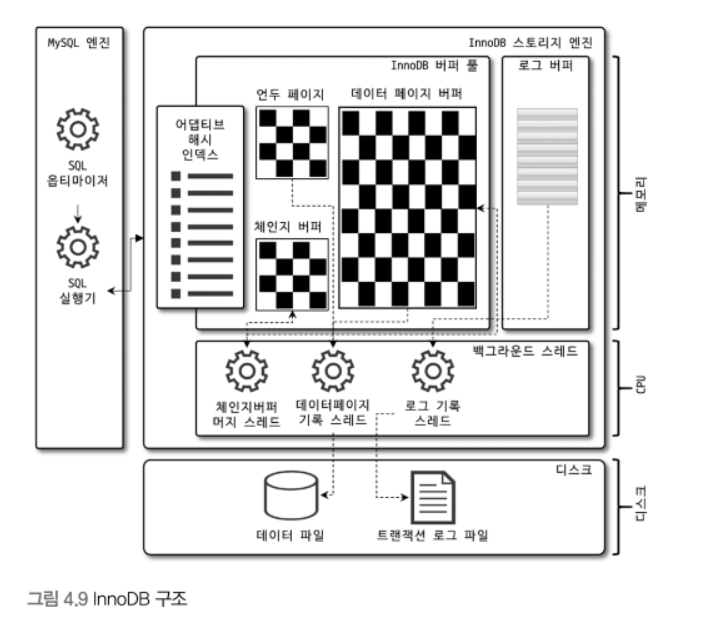 MySQL 엔진
InnoDB 스토리지 엔진
InnoDB 버퍼 풀
로그 버퍼
언두 페이지
데이터 페이지 버퍼
어댑티브
해시
인덱스
SQL
옵티마이저
체인지 버퍼
SQL
실행기
메모리
백그라운드 스레드
체인지버퍼
머지 스레드
데이터페이지
기록 스레드
로그 기록
스레드
CPU
디스크
데이터 파일
트랜잭션 로그 파일
디스크
그림 4.9 InnoDB 구조